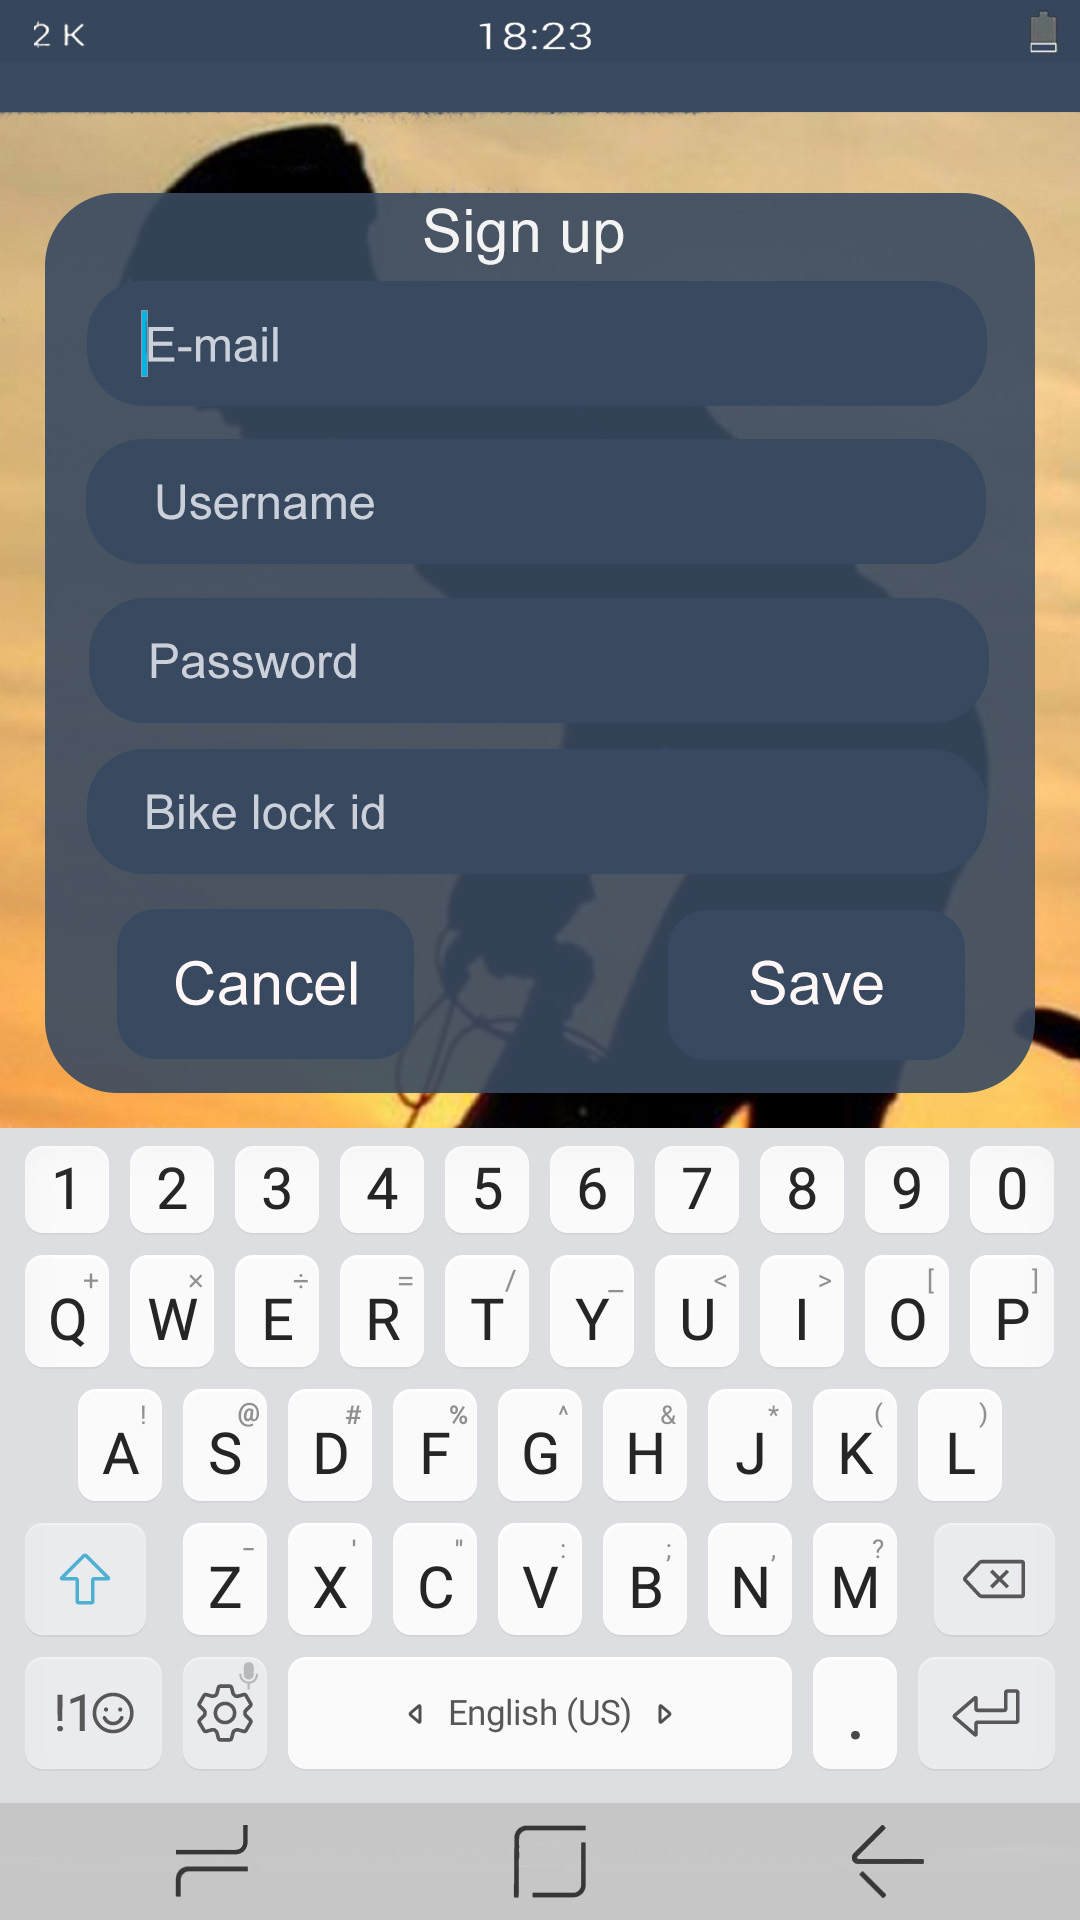 2 K 18:23
Sign up
E-mail
Username
Password
Bike lock id
Cancel Save
1 2 3 4 5 6 7 8 9 0
+ × ÷ = / _ < > [ ]
Q W E R T Y U I O P
! @ # % ^ & * ( )
A S D F G H J K L
- ' " : ; , ?
Z X C V B N M
!1☺ English (US) .